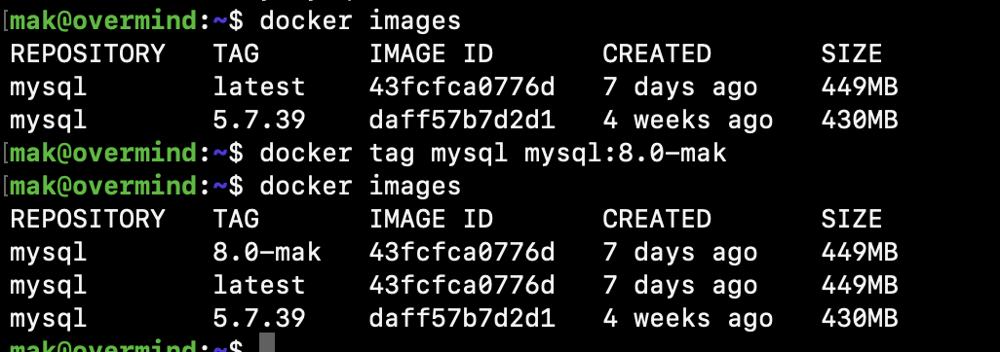 [mak@overmind:~$ docker images
REPOSITORY TAG IMAGE ID CREATED SIZE
mysql latest 43fcfca0776d 7 days ago 449MB
mysql 5.7.39 daff57b7d2d1 4 weeks ago 430MB
[mak@overmind:~$ docker tag mysql mysql:8.0-mak
[mak@overmind:~$ docker images
REPOSITORY TAG IMAGE ID CREATED SIZE
mysql 8.0-mak 43fcfca0776d 7 days ago 449MB
mysql latest 43fcfca0776d 7 days ago 449MB
mysql 5.7.39 daff57b7d2d1 4 weeks ago 430MB
mak@overmind:~$